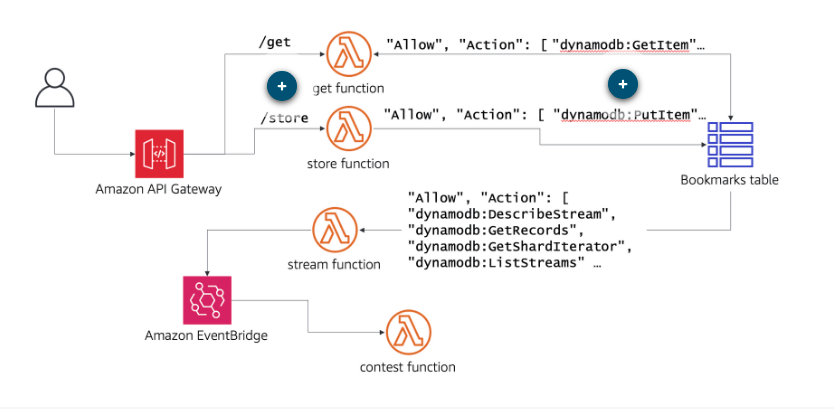 /get
"Allow", "Action": [ "dynamodb:GetItem"…
+
+
get function
/store
"Allow", "Action": [ "dynamodb:PutItem"…
store function
Amazon API Gateway
Bookmarks table
"Allow", "Action": [
"dynamodb:DescribeStream",
"dynamodb:GetRecords",
"dynamodb:GetShardIterator",
"dynamodb:ListStreams" …
stream function
Amazon EventBridge
contest function